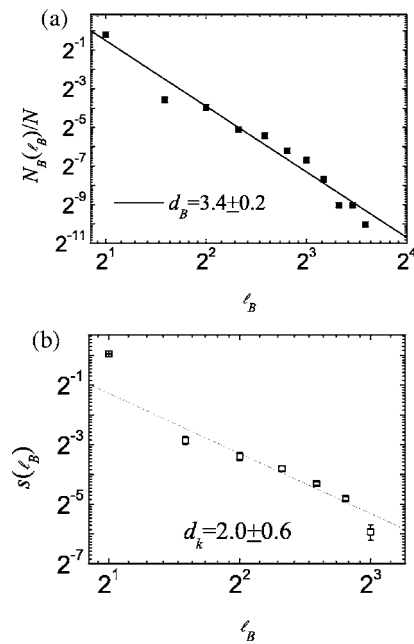 (a)
2^-1
2^-3
2^-5
2^-7
2^-9
2^-11
N_B(ℓ_B)/N
d_B=3.4±0.2
2^1
2^2
2^3
2^4
ℓ_B
(b)
2^-1
2^-3
2^-5
2^-7
s(ℓ_B)
d_k=2.0±0.6
2^1
2^2
2^3
ℓ_B